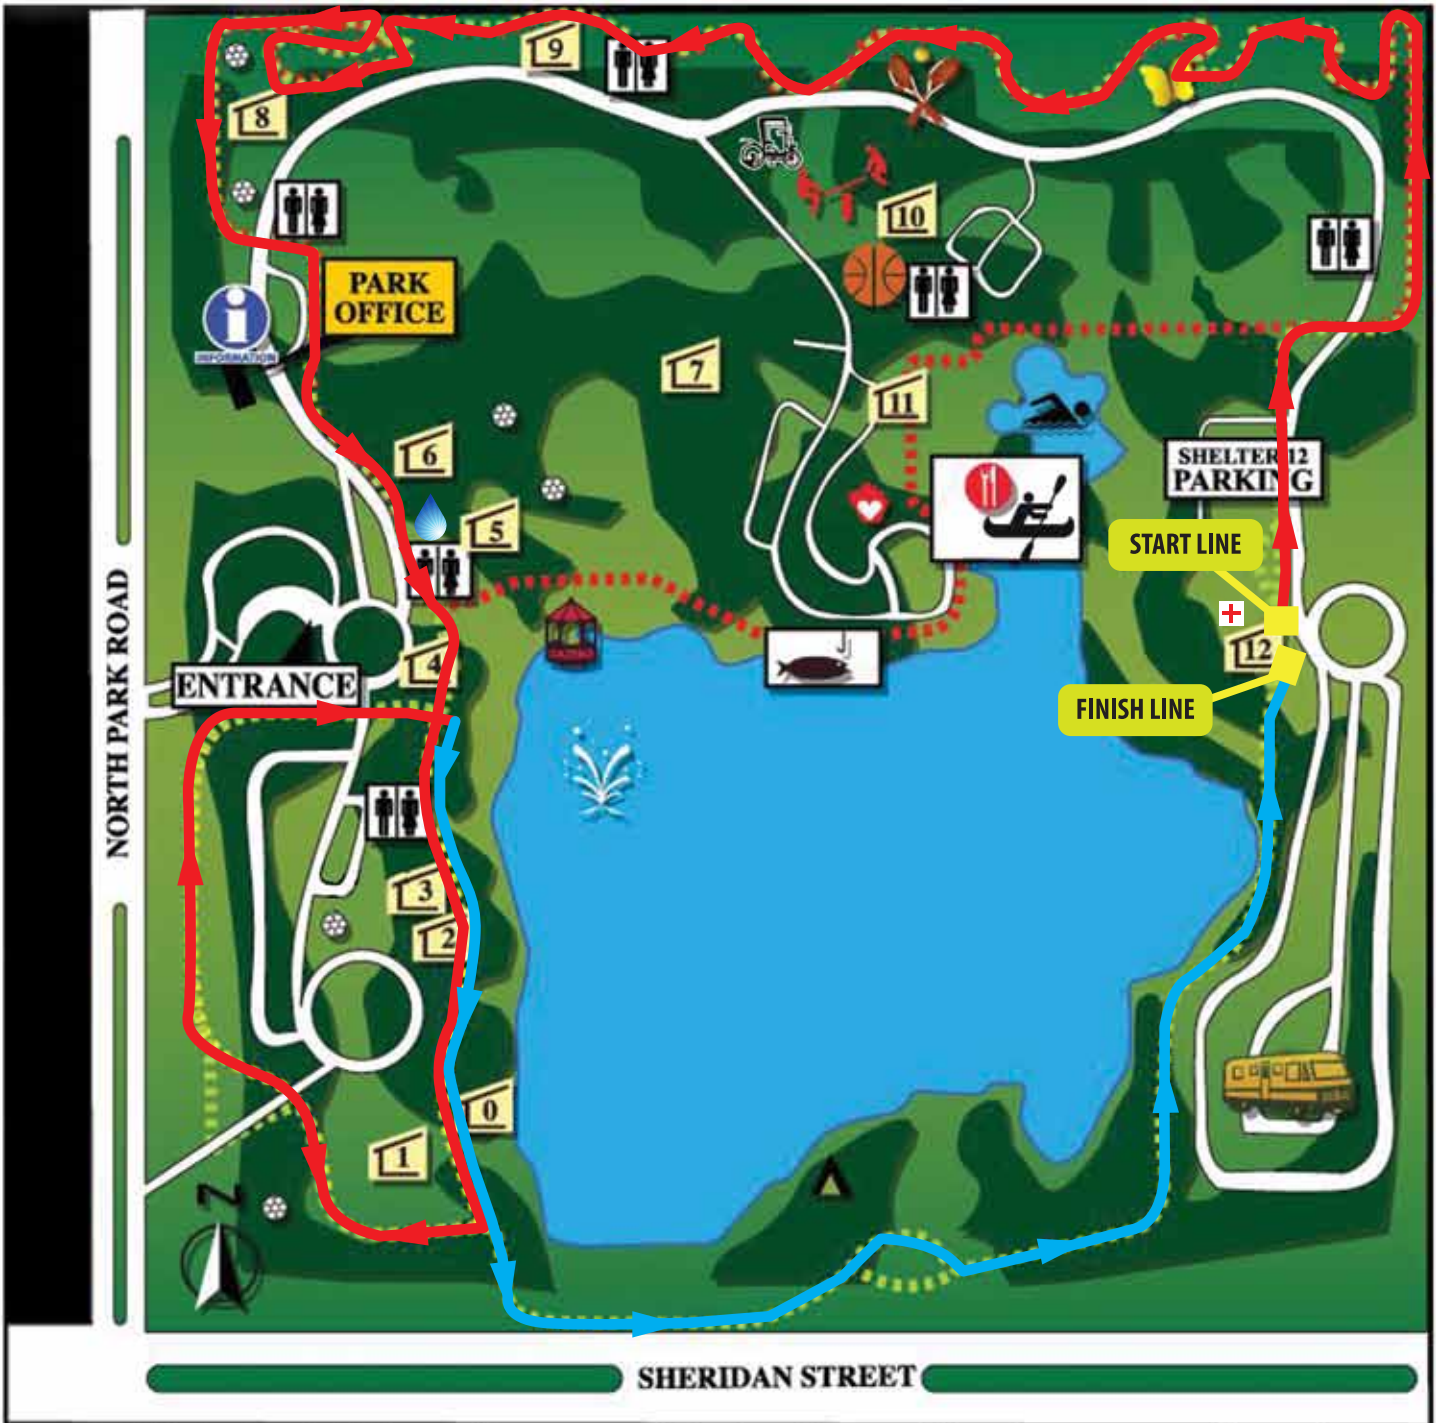 9
8
10
PARK
OFFICE
INFORMATION
7
11
6
SHELTER 12
PARKING
5
START LINE
12
4
ENTRANCE
FINISH LINE
NORTH PARK ROAD
3
2
0
1
N
SHERIDAN STREET